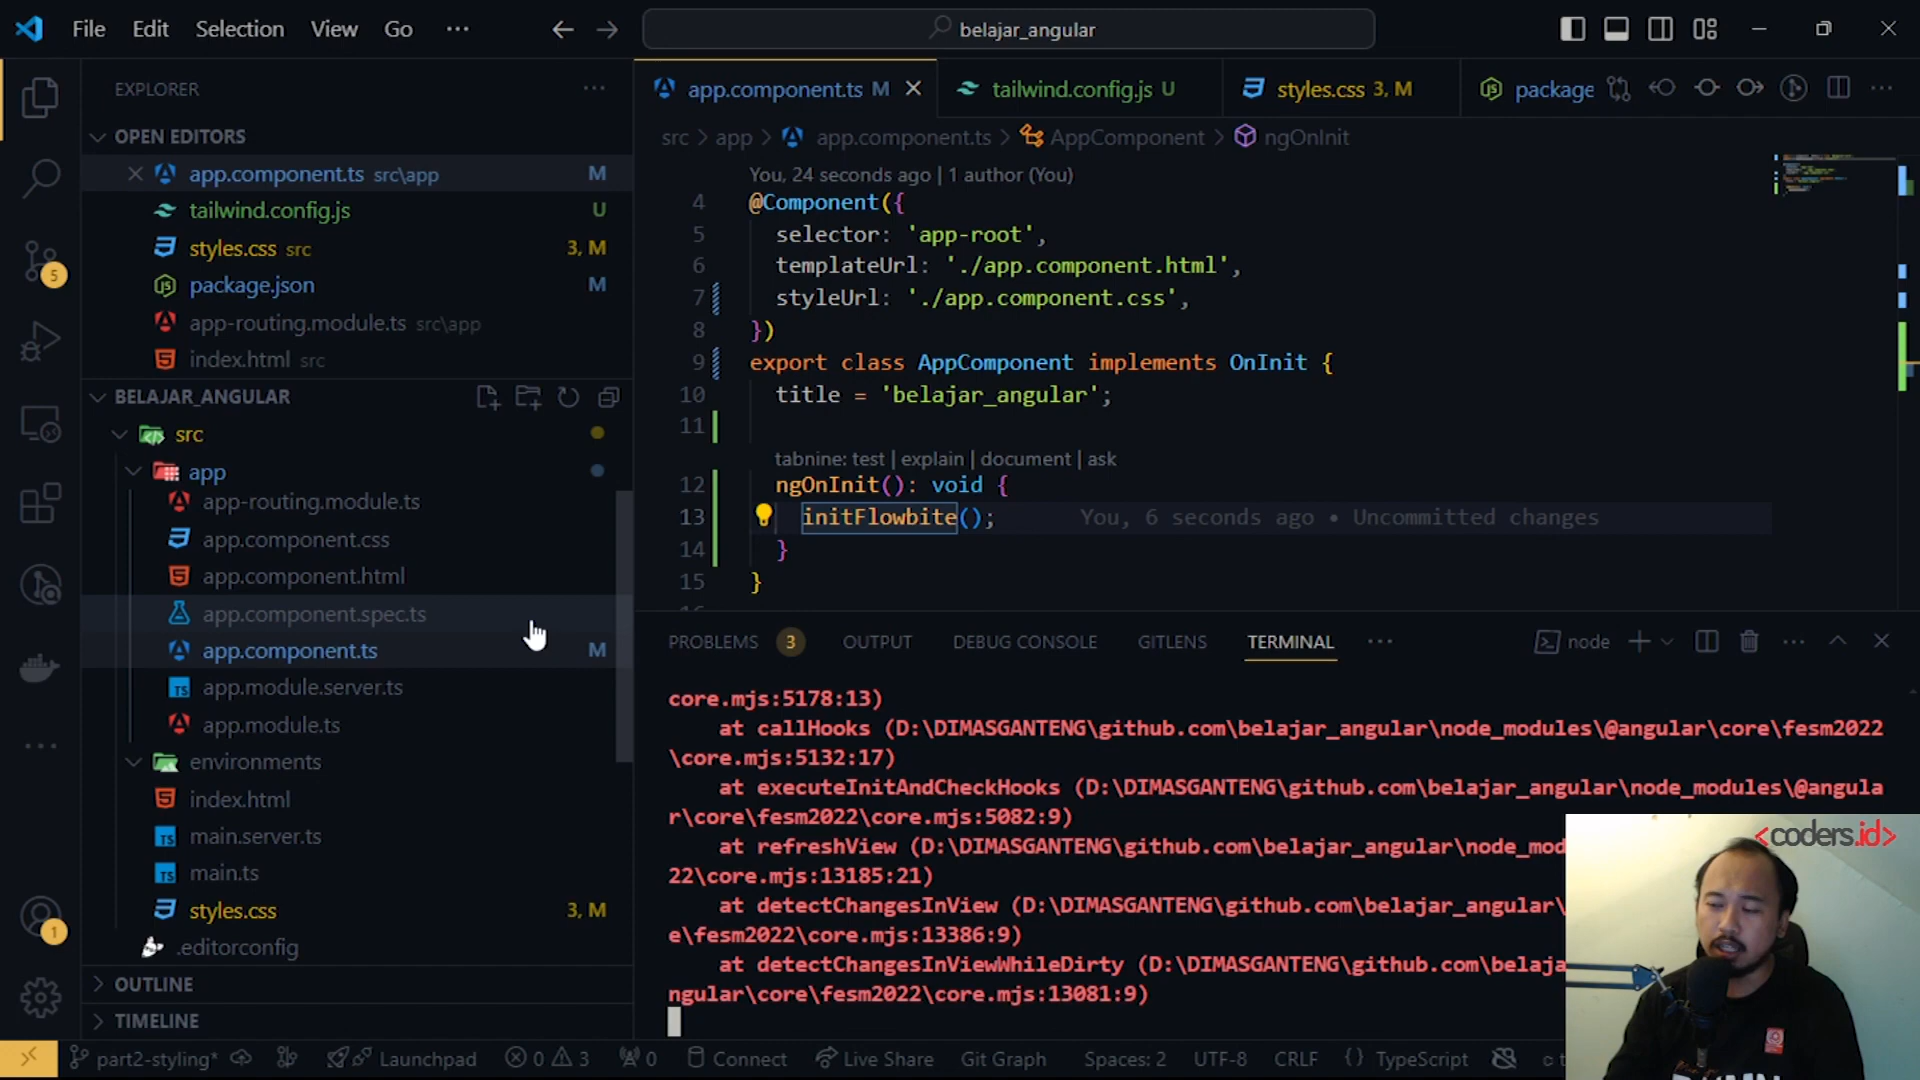 File Edit Selection View Go ···
belajar_angular
EXPLORER
OPEN EDITORS
app.component.ts src\app M
tailwind.config.js U
styles.css src 3, M
package.json M
app-routing.module.ts src\app
index.html src
BELAJAR_ANGULAR
src
app
app-routing.module.ts
app.component.css
app.component.html
app.component.spec.ts
app.component.ts M
app.module.server.ts
app.module.ts
environments
index.html
main.server.ts
main.ts
styles.css 3, M
.editorconfig
OUTLINE
TIMELINE
5
1
app.component.ts M
tailwind.config.js U
styles.css 3, M
package
src > app > app.component.ts > AppComponent > ngOnInit
You, 24 seconds ago | 1 author (You)
4 @Component({
5 selector: 'app-root',
6 templateUrl: './app.component.html',
7 styleUrl: './app.component.css',
8 })
9 export class AppComponent implements OnInit {
10 title = 'belajar_angular';
11
tabnine: test | explain | document | ask
12 ngOnInit(): void {
13 initFlowbite(); You, 6 seconds ago • Uncommitted changes
14 }
15 }
PROBLEMS 3 OUTPUT DEBUG CONSOLE GITLENS TERMINAL ··· node
core.mjs:5178:13)
at callHooks (D:\DIMASGANTENG\github.com\belajar_angular\node_modules\@angular\core\fesm2022
\core.mjs:5132:17)
at executeInitAndCheckHooks (D:\DIMASGANTENG\github.com\belajar_angular\node_modules\@angula
r\core\fesm2022\core.mjs:5082:9)
at refreshView (D:\DIMASGANTENG\github.com\belajar_angular\node_mod
22\core.mjs:13185:21)
at detectChangesInView (D:\DIMASGANTENG\github.com\belajar_angular\
e\fesm2022\core.mjs:13386:9)
at detectChangesInViewWhileDirty (D:\DIMASGANTENG\github.com\belaja
ngular\core\fesm2022\core.mjs:13081:9)
<coders.id>
part2-styling* Launchpad 0 3 0 Connect Live Share Git Graph Spaces: 2 UTF-8 CRLF {} TypeScript